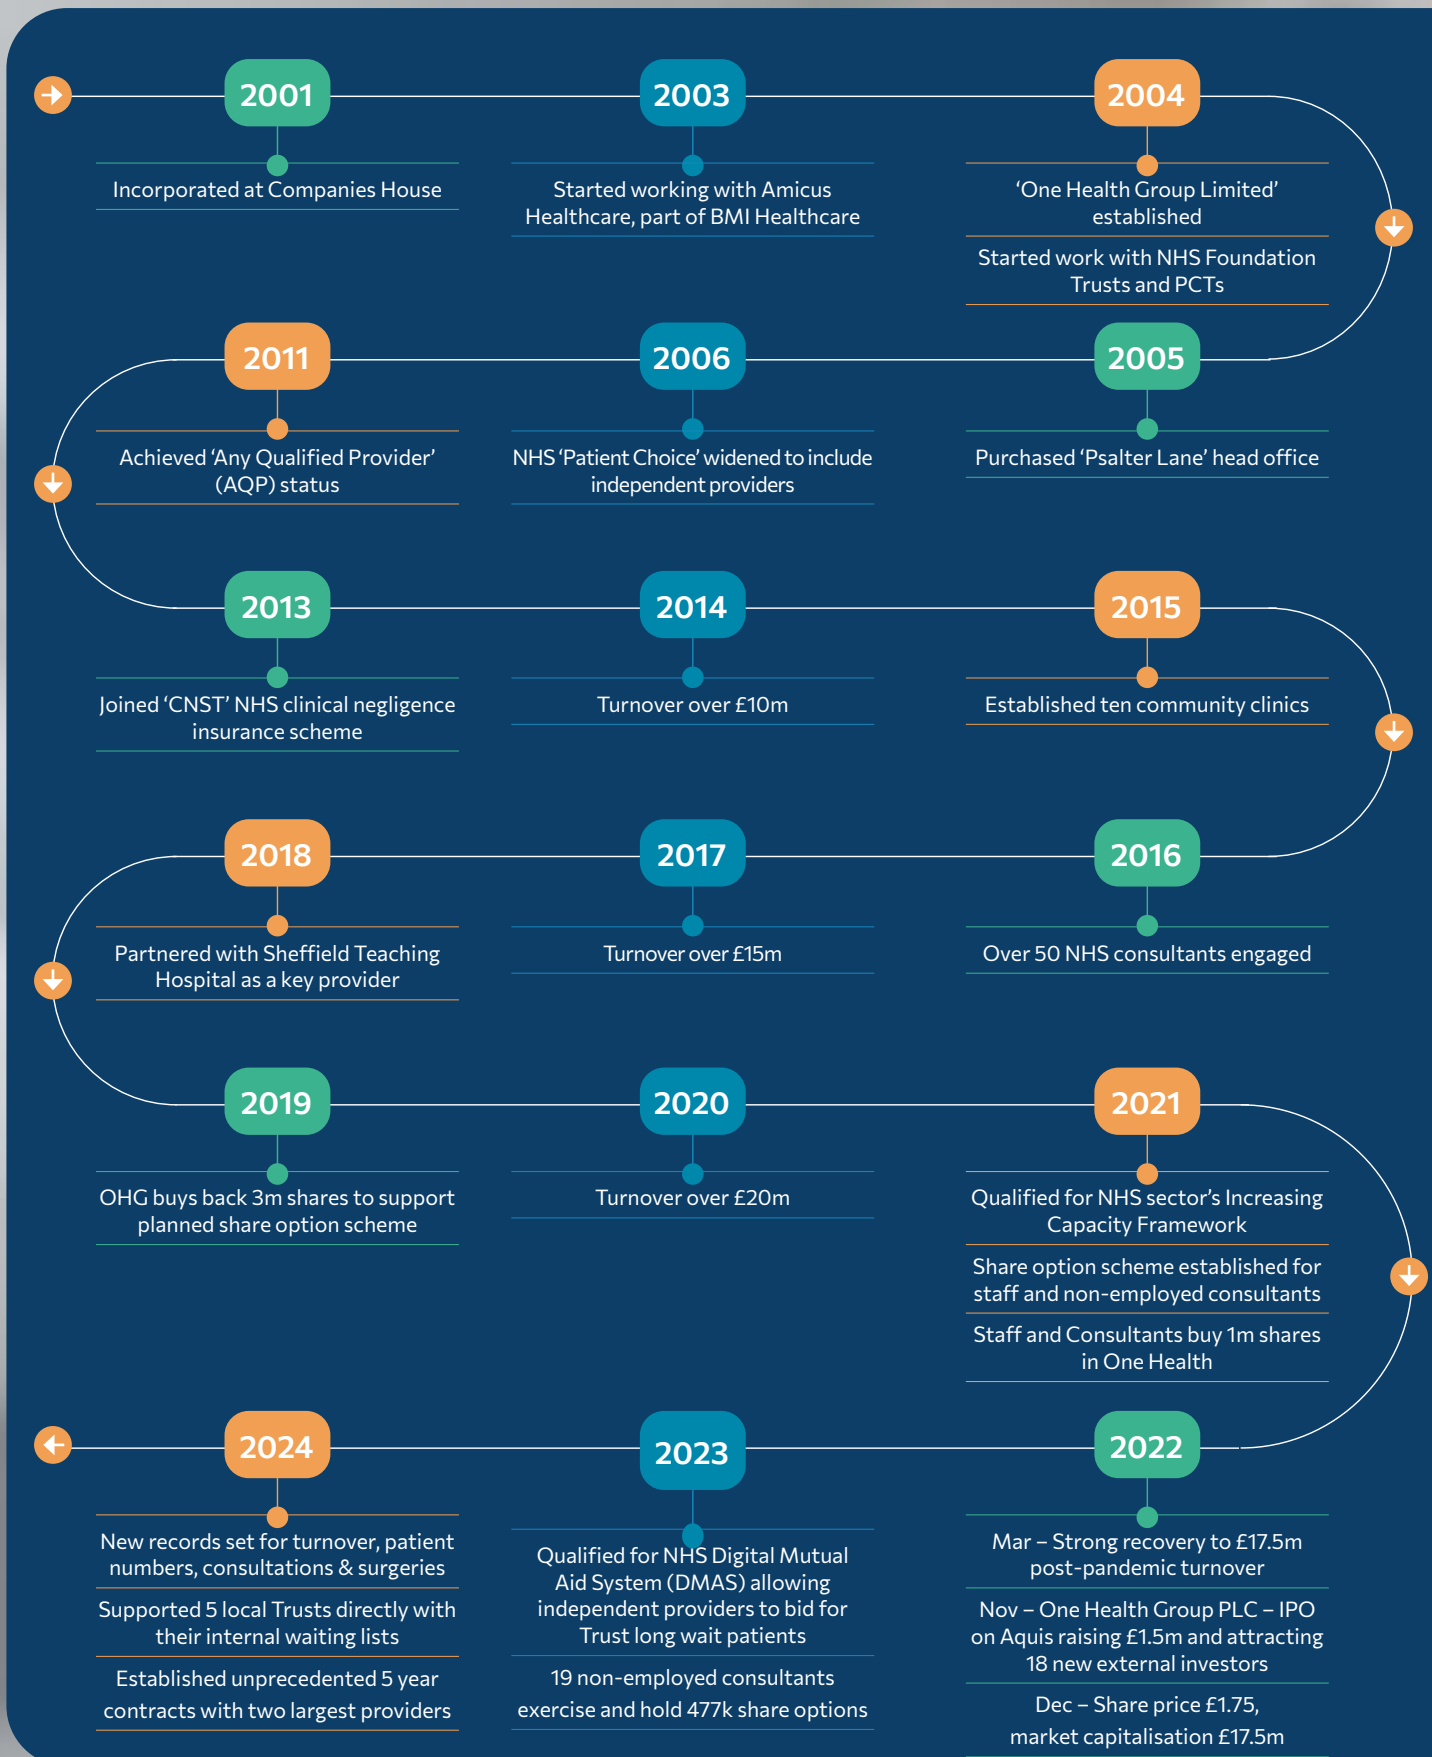 2001
Incorporated at Companies House
2003
Started working with Amicus
Healthcare, part of BMI Healthcare
2004
‘One Health Group Limited’
established
Started work with NHS Foundation
Trusts and PCTs
2005
Purchased ‘Psalter Lane’ head office
2006
NHS ‘Patient Choice’ widened to include
independent providers
2011
Achieved ‘Any Qualified Provider’
(AQP) status
2013
Joined ‘CNST’ NHS clinical negligence
insurance scheme
2014
Turnover over £10m
2015
Established ten community clinics
2016
Over 50 NHS consultants engaged
2017
Turnover over £15m
2018
Partnered with Sheffield Teaching
Hospital as a key provider
2019
OHG buys back 3m shares to support
planned share option scheme
2020
Turnover over £20m
2021
Qualified for NHS sector’s Increasing
Capacity Framework
Share option scheme established for
staff and non-employed consultants
Staff and Consultants buy 1m shares
in One Health
2022
Mar – Strong recovery to £17.5m
post-pandemic turnover
Nov – One Health Group PLC – IPO
on Aquis raising £1.5m and attracting
18 new external investors
Dec – Share price £1.75,
market capitalisation £17.5m
2023
Qualified for NHS Digital Mutual
Aid System (DMAS) allowing
independent providers to bid for
Trust long wait patients
19 non-employed consultants
exercise and hold 477k share options
2024
New records set for turnover, patient
numbers, consultations & surgeries
Supported 5 local Trusts directly with
their internal waiting lists
Established unprecedented 5 year
contracts with two largest providers